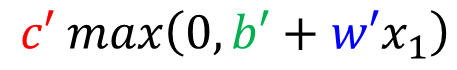 c′ max(0, b′ + w′x₁)